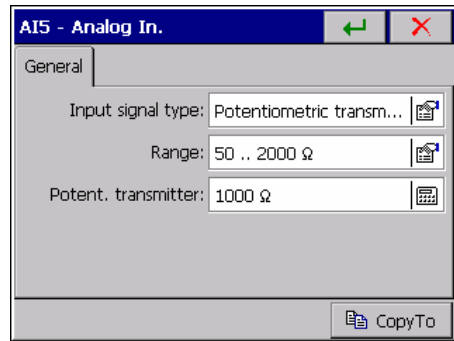 AI5 - Analog In.
General
Input signal type: Potentiometric transm...
Range: 50 .. 2000 Ω
Potent. transmitter: 1000 Ω
CopyTo